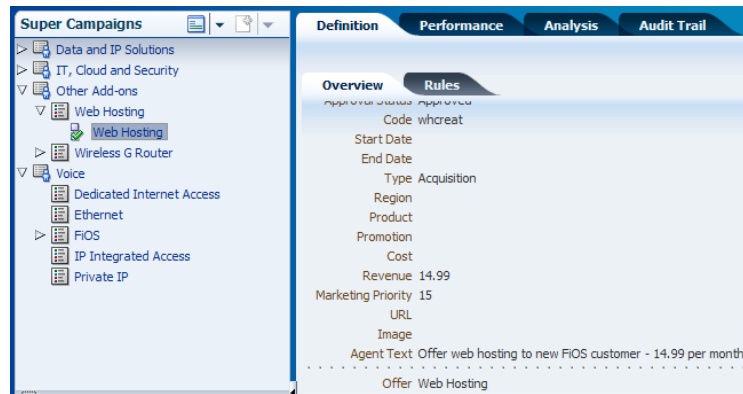 Super Campaigns
Data and IP Solutions
IT, Cloud and Security
Other Add-ons
Web Hosting
Web Hosting
Wireless G Router
Voice
Dedicated Internet Access
Ethernet
FiOS
IP Integrated Access
Private IP
Definition Performance Analysis Audit Trail
Overview Rules
Approval Status Approved
Code whcreat
Start Date
End Date
Type Acquisition
Region
Product
Promotion
Cost
Revenue 14.99
Marketing Priority 15
URL
Image
Agent Text Offer web hosting to new FiOS customer - 14.99 per month
Offer Web Hosting